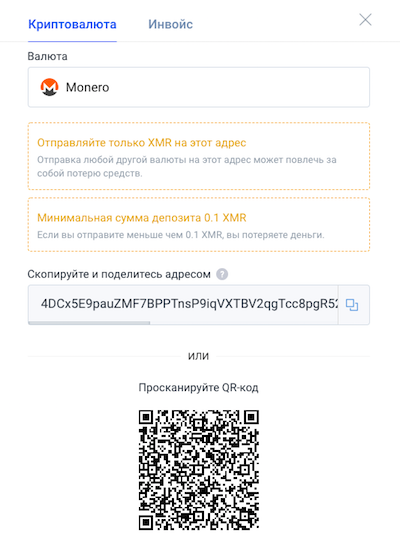 Криптовалюта Инвойс
Валюта
Monero
Отправляйте только XMR на этот адрес
Отправка любой другой валюты на этот адрес может повлечь за
собой потерю средств.
Минимальная сумма депозита 0.1 XMR
Если вы отправите меньше чем 0.1 XMR, вы потеряете деньги.
Скопируйте и поделитесь адресом ?
4DCx5E9pauZMF7BPPTnsP9iqVXTBV2qgTcc8pgR52
ИЛИ
Просканируйте QR-код